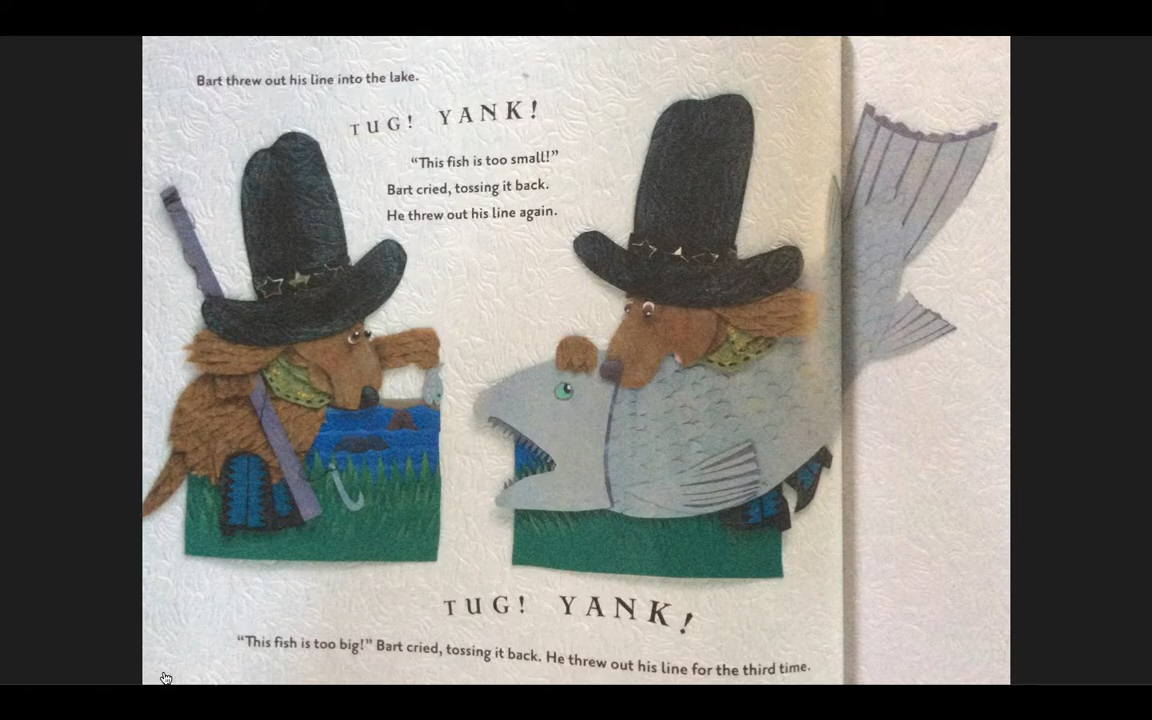 Bart threw out his line into the lake.
TUG! YANK!
“This fish is too small!”
Bart cried, tossing it back.
He threw out his line again.
TUG! YANK!
“This fish is too big!” Bart cried, tossing it back. He threw out his line for the third time.